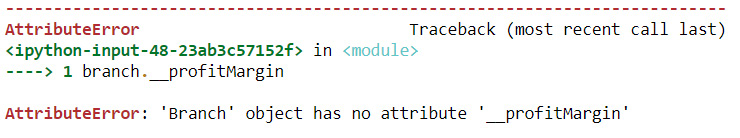 ---------------------------------------------------------------------------
AttributeError                            Traceback (most recent call last)
<ipython-input-48-23ab3c57152f> in <module>
----> 1 branch.__profitMargin

AttributeError: 'Branch' object has no attribute '__profitMargin'